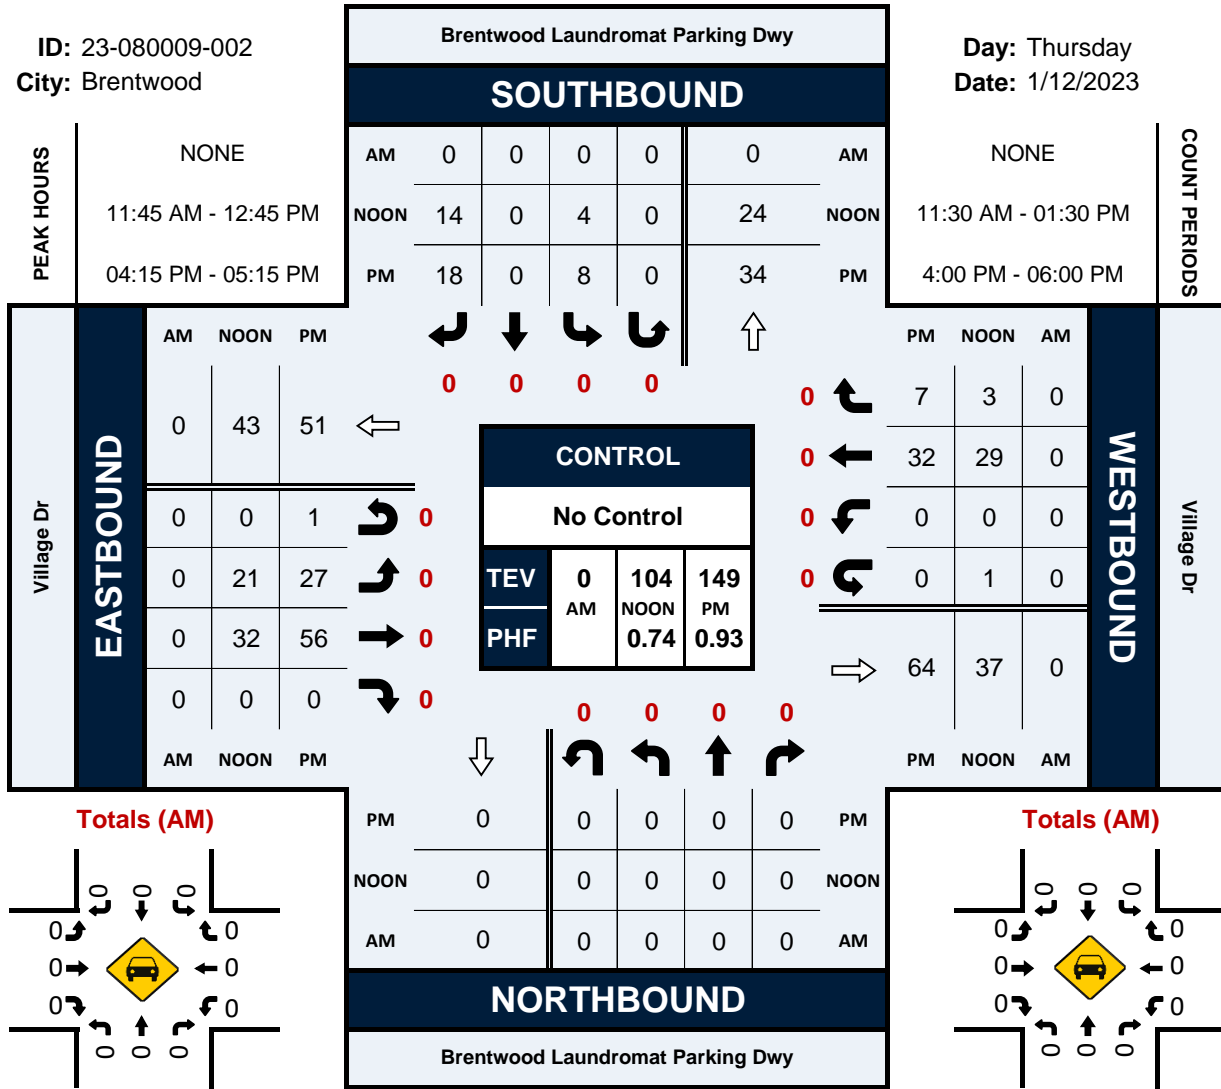 Brentwood Laundromat Parking Dwy
ID: 23-080009-002
City: Brentwood
Day: Thursday
Date: 1/12/2023
SOUTHBOUND
PEAK HOURS
NONE
11:45 AM - 12:45 PM
04:15 PM - 05:15 PM
AM 0 0 0 0 0 AM
NOON 14 0 4 0 24 NOON
PM 18 0 8 0 34 PM
NONE
11:30 AM - 01:30 PM
4:00 PM - 06:00 PM
COUNT PERIODS
0 0 0 0
Village Dr
EASTBOUND
AM NOON PM
0 43 51
0 0 1 0
0 21 27 0
0 32 56 0
0 0 0 0
AM NOON PM
CONTROL
No Control
TEV 0 104 149
AM NOON PM
PHF 0.74 0.93
PM NOON AM
0 7 3 0
0 32 29 0
0 0 0 0
0 0 1 0
64 37 0
PM NOON AM
WESTBOUND
Village Dr
0 0 0 0
PM 0 0 0 0 0 PM
NOON 0 0 0 0 0 NOON
AM 0 0 0 0 0 AM
NORTHBOUND
Brentwood Laundromat Parking Dwy
Totals (AM)
0 0 0
0 0
0 0
0 0
0 0 0
Totals (AM)
0 0 0
0 0
0 0
0 0
0 0 0